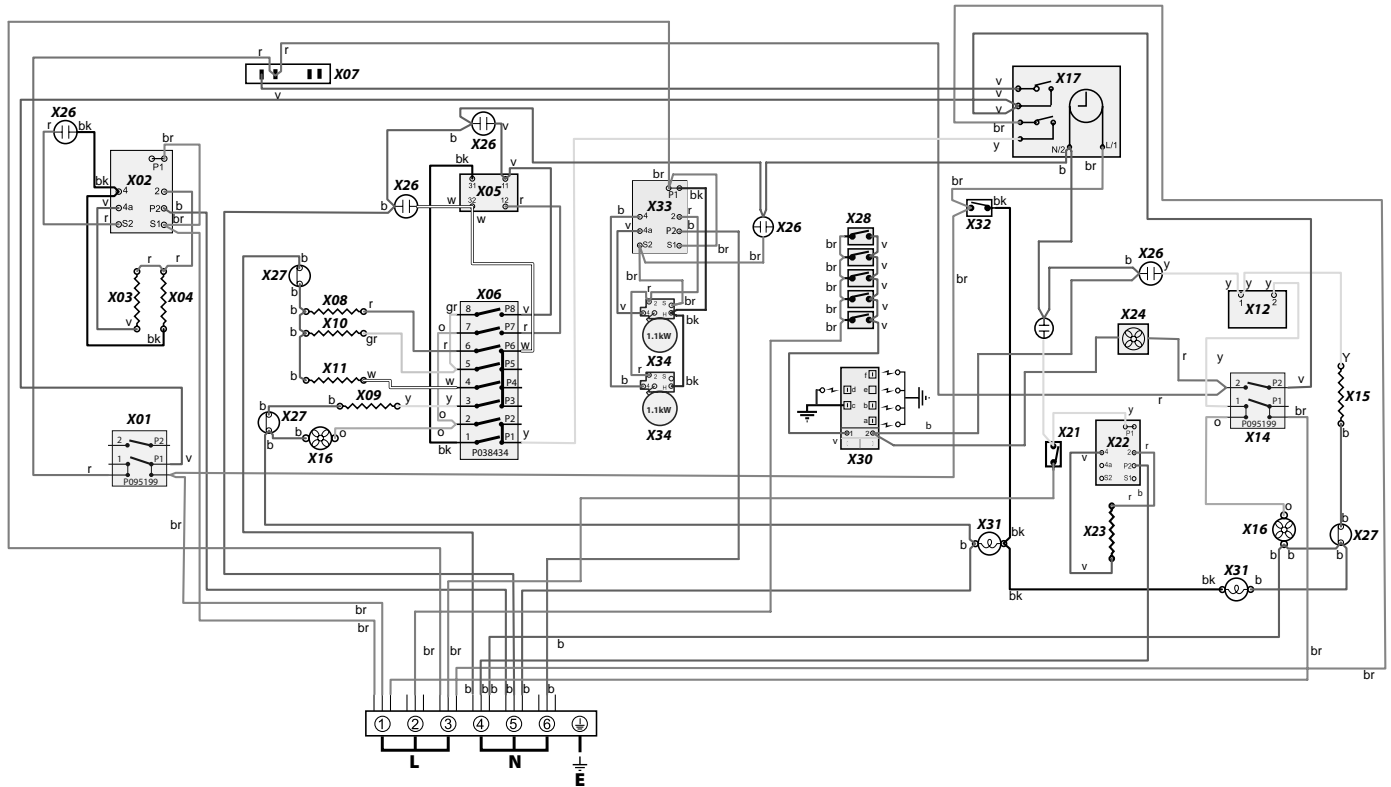 r
r
X07
v
v
v
v
br
y
X17
N/2
L/1
b
br
X26
r
bk
X02
br
P1
bk
4
2
v
4a
P2
b
r
S2
S1
br
r
r
X03
X04
v
bk
b
v
X26
bk
v
X26
b
w
31
11
X05
32
12
r
w
br
P1
bk
X33
b
4
2
r
v
4a
P2
b
S2
S1
br
br
X26
br
bk
X32
br
X28
br
v
br
v
br
v
br
v
br
v
b
X26
y
y
y
y
1
2
X12
b
X27
b
b
X08
r
b
X10
gr
b
X11
w
w
X09
y
y
b
X27
b
b
X16
o
X06
gr
8
P8
v
o
7
P7
r
r
6
P6
w
5
P5
4
P4
3
P3
o
2
P2
o
1
P1
y
bk
P038434
r
br
2
S
v
L
H
bk
1.1kW
X34
r
2
S
b
L
H
bk
1.1kW
X34
f
d
e
c
b
a
1
2
v
b
X30
X24
r
r
y
2
P2
v
1
P1
br
o
P095199
X14
Y
X15
b
X01
2
P2
1
P1
v
r
P095199
br
X21
y
X22
P1
v
4
2
r
4a
P2
S2
S1
r
b
X23
v
X31
b
bk
X16
o
b
b
b
X27
b
X31
bk
b
bk
br
br
br
br
b
br
br
b
b
b
b
b
b
b
1
2
3
4
5
6
L
N
E